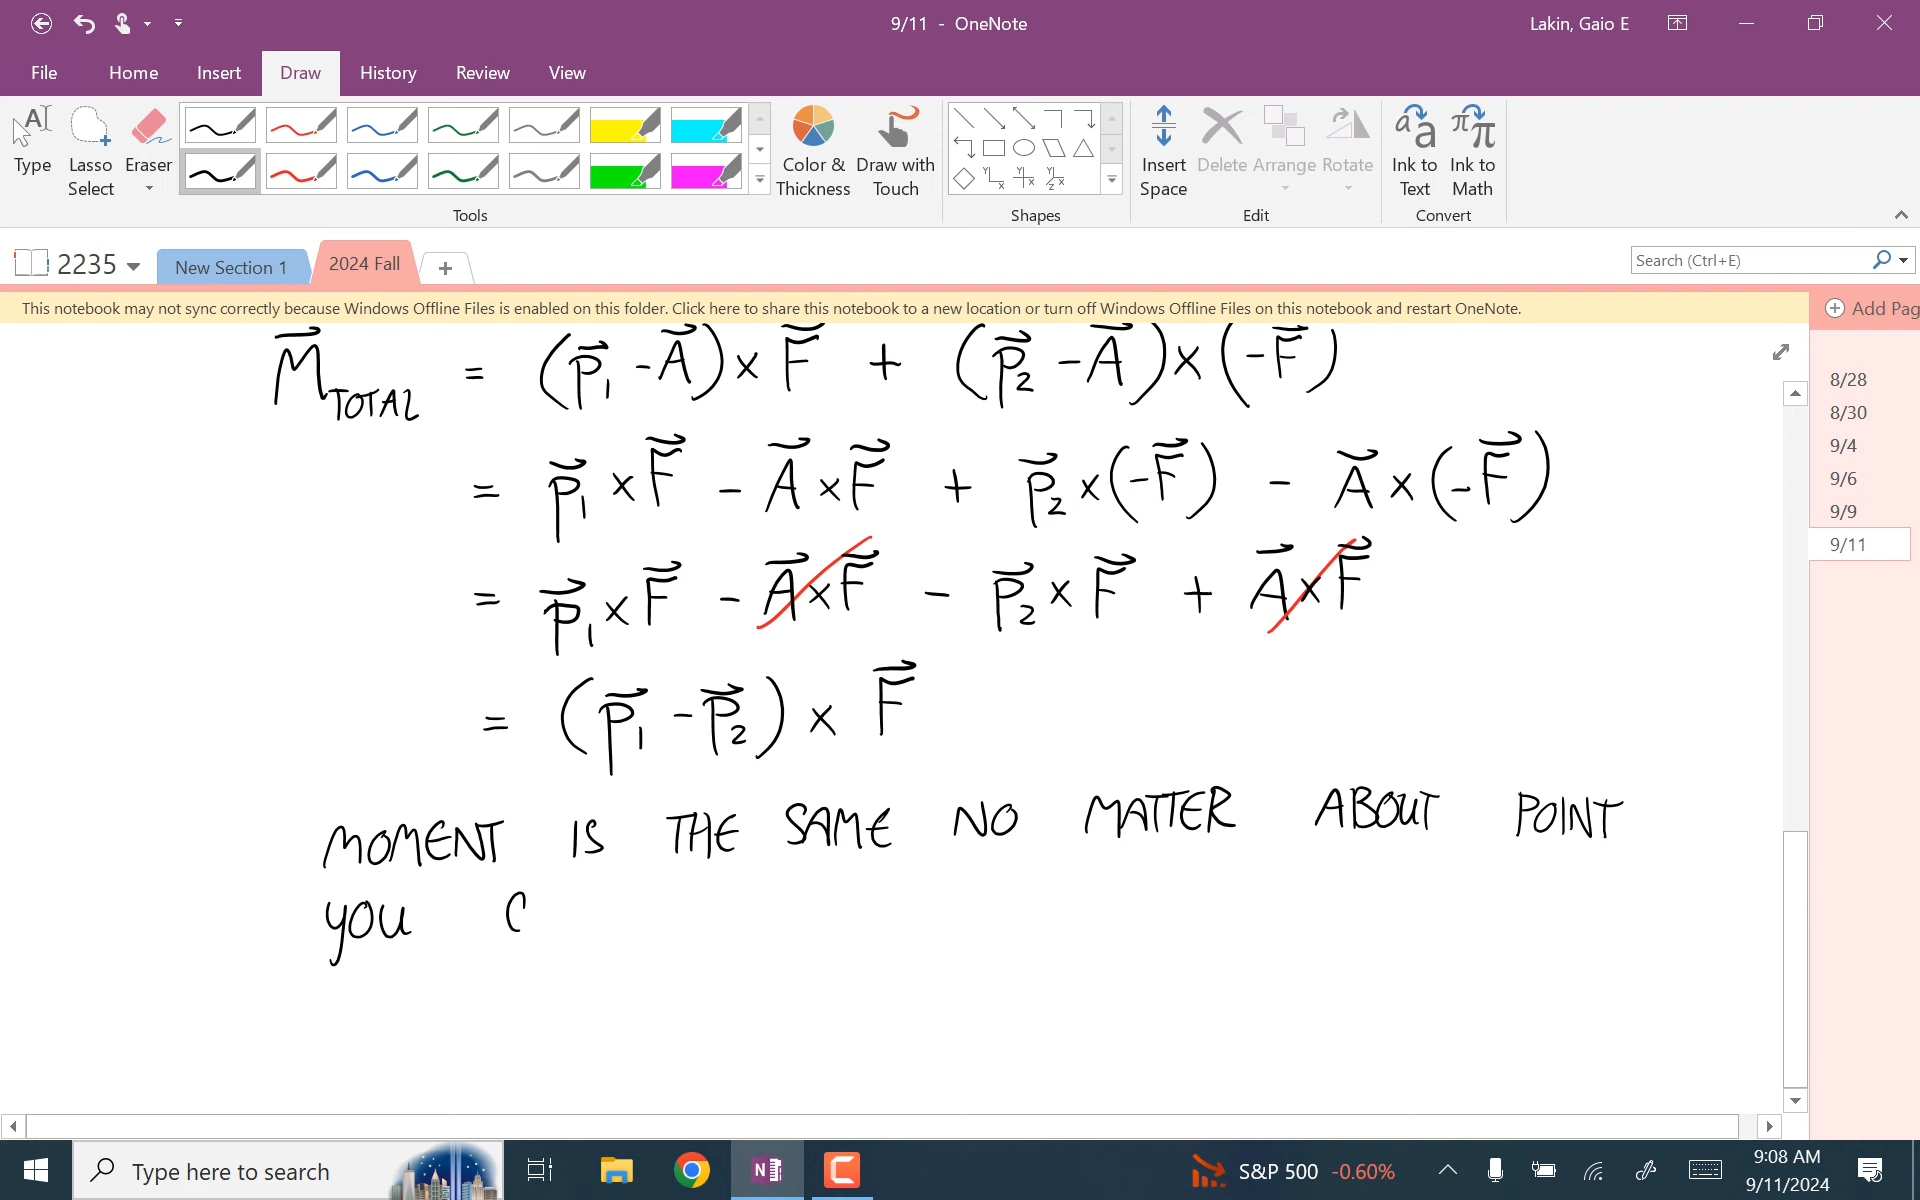 9/11 - OneNote
Lakin, Gaio E
File Home Insert Draw History Review View
Type
Lasso Select
Eraser
Color & Thickness
Draw with Touch
Insert Space
Delete
Arrange
Rotate
Ink to Text
Ink to Math
Tools
Shapes
Edit
Convert
2235
New Section 1
2024 Fall
Search (Ctrl+E)
This notebook may not sync correctly because Windows Offline Files is enabled on this folder. Click here to share this notebook to a new location or turn off Windows Offline Files on this notebook and restart OneNote.
Add Pag
8/28
8/30
9/4
9/6
9/9
9/11
M⃗_TOTAL = (p⃗₁ - A⃗) × F⃗ + (p⃗₂ - A⃗) × (-F⃗)
= p⃗₁ × F⃗ - A⃗ × F⃗ + p⃗₂ × (-F⃗) - A⃗ × (-F⃗)
= p⃗₁ × F⃗ - A⃗ × F⃗ - p⃗₂ × F⃗ + A⃗ × F⃗
= (p⃗₁ - p⃗₂) × F⃗
MOMENT IS THE SAME NO MATTER ABOUT POINT
YOU C
Type here to search
S&P 500 -0.60%
9:08 AM
9/11/2024